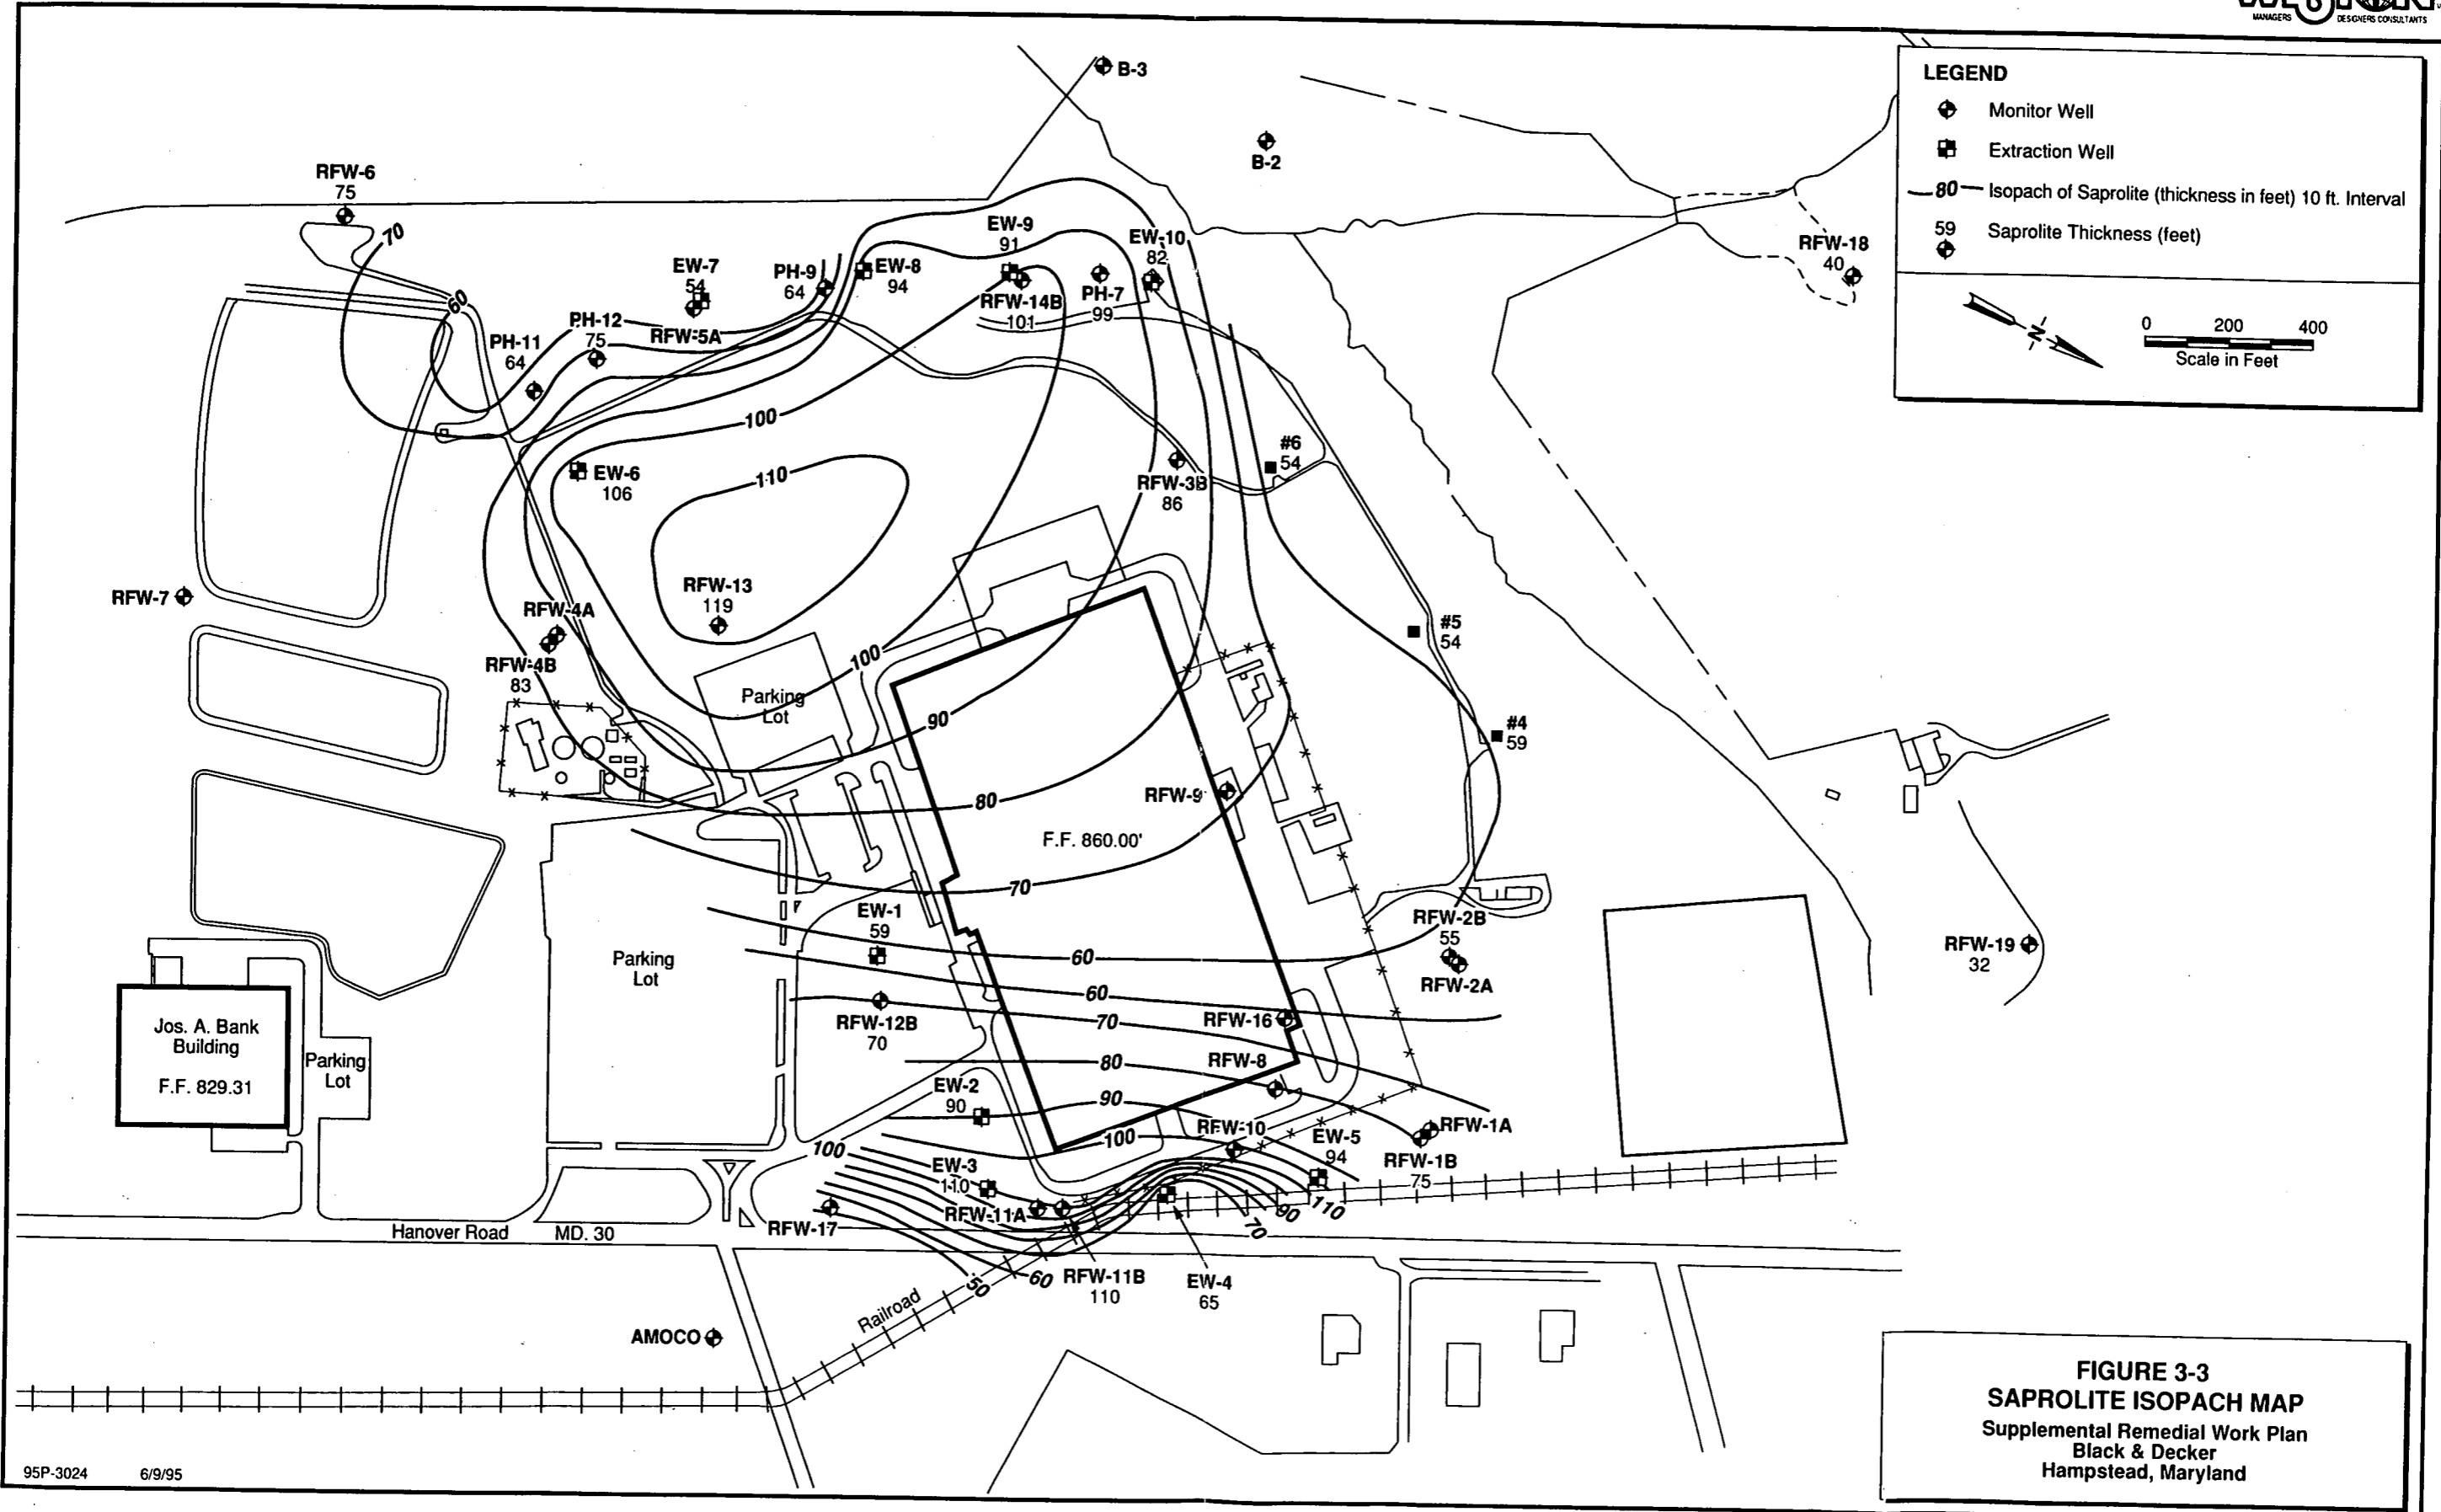 MANAGERS
DESIGNERS CONSULTANTS
LEGEND
Monitor Well
Extraction Well
80 Isopach of Saprolite (thickness in feet) 10 ft. Interval
59 Saprolite Thickness (feet)
N
0 200 400
Scale in Feet
B-3
B-2
RFW-6
75
RFW-18
40
70
60
EW-7
54
RFW-5A
PH-9
64
EW-8
94
EW-9
91
RFW-14B
101
PH-7
99
EW-10
82
PH-12
75
PH-11
64
100
110
EW-6
106
#6
54
RFW-3B
86
RFW-7
RFW-13
119
RFW-4A
RFW-4B
83
#5
54
100
Parking
Lot
90
#4
59
80
RFW-9
F.F. 860.00'
70
EW-1
59
RFW-2B
55
RFW-2A
RFW-19
32
Parking
Lot
60
60
RFW-12B
70
70
RFW-16
Jos. A. Bank
Building
F.F. 829.31
Parking
Lot
80
RFW-8
EW-2
90
90
100
100
RFW-10
EW-5
94
RFW-1A
RFW-1B
75
EW-3
110
RFW-11A
RFW-17
110
90
70
Hanover Road MD. 30
60
50
RFW-11B
110
EW-4
65
Railroad
AMOCO
FIGURE 3-3
SAPROLITE ISOPACH MAP
Supplemental Remedial Work Plan
Black & Decker
Hampstead, Maryland
95P-3024 6/9/95